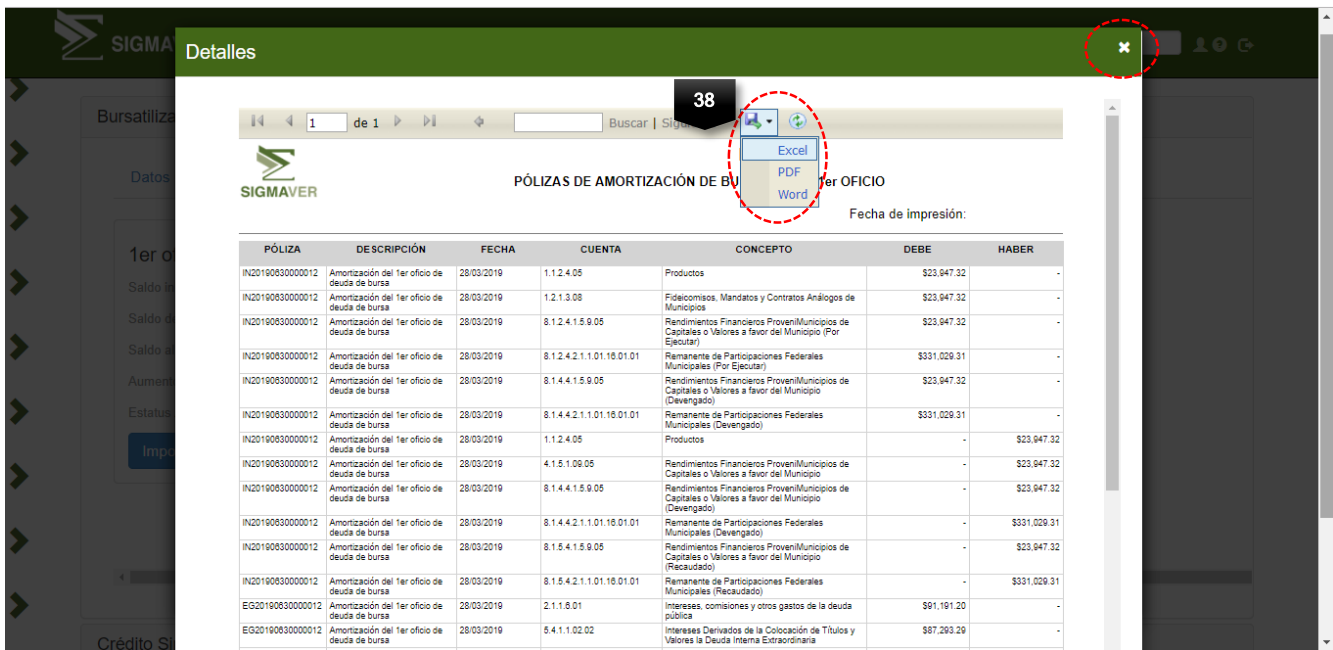 SIGMA
Detalles
38
Bursatiliza
1 de 1 Buscar |
Excel
PDF
Word
SIGMAVER
Datos
PÓLIZAS DE AMORTIZACIÓN DE BU 1er OFICIO
Fecha de impresión:
1er of
Saldo in
Saldo de
Saldo al
Aument
Estatus
Impo
PÓLIZA DESCRIPCIÓN FECHA CUENTA CONCEPTO DEBE HABER
IN20190630000012 Amortización del 1er oficio de 28/03/2019 1.1.2.4.05 Productos $23,947.32 -
deuda de bursa
IN20190630000012 Amortización del 1er oficio de 28/03/2019 1.2.1.3.08 Fideicomisos, Mandatos y Contratos Análogos de $23,947.32 -
deuda de bursa Municipios
IN20190630000012 Amortización del 1er oficio de 28/03/2019 8.1.2.4.1.5.9.05 Rendimientos Financieros ProveniMunicipios de $23,947.32 -
deuda de bursa Capitales o Valores a favor del Municipio (Por
Ejecutar)
IN20190630000012 Amortización del 1er oficio de 28/03/2019 8.1.2.4.2.1.1.01.16.01.01 Remanente de Participaciones Federales $331,029.31 -
deuda de bursa Municipales (Por Ejecutar)
IN20190630000012 Amortización del 1er oficio de 28/03/2019 8.1.4.4.1.5.9.05 Rendimientos Financieros ProveniMunicipios de $23,947.32 -
deuda de bursa Capitales o Valores a favor del Municipio
(Devengado)
IN20190630000012 Amortización del 1er oficio de 28/03/2019 8.1.4.4.2.1.1.01.16.01.01 Remanente de Participaciones Federales $331,029.31 -
deuda de bursa Municipales (Devengado)
IN20190630000012 Amortización del 1er oficio de 28/03/2019 1.1.2.4.05 Productos - $23,947.32
deuda de bursa
IN20190630000012 Amortización del 1er oficio de 28/03/2019 4.1.5.1.09.05 Rendimientos Financieros ProveniMunicipios de - $23,947.32
deuda de bursa Capitales o Valores a favor del Municipio
IN20190630000012 Amortización del 1er oficio de 28/03/2019 8.1.4.4.1.5.9.05 Rendimientos Financieros ProveniMunicipios de - $23,947.32
deuda de bursa Capitales o Valores a favor del Municipio
(Devengado)
IN20190630000012 Amortización del 1er oficio de 28/03/2019 8.1.4.4.2.1.1.01.16.01.01 Remanente de Participaciones Federales - $331,029.31
deuda de bursa Municipales (Devengado)
IN20190630000012 Amortización del 1er oficio de 28/03/2019 8.1.5.4.1.5.9.05 Rendimientos Financieros ProveniMunicipios de - $23,947.32
deuda de bursa Capitales o Valores a favor del Municipio
(Recaudado)
IN20190630000012 Amortización del 1er oficio de 28/03/2019 8.1.5.4.2.1.1.01.16.01.01 Remanente de Participaciones Federales - $331,029.31
deuda de bursa Municipales (Recaudado)
EG20190630000012 Amortización del 1er oficio de 28/03/2019 2.1.1.6.01 Intereses, comisiones y otros gastos de la deuda $91,191.20 -
deuda de bursa pública
EG20190630000012 Amortización del 1er oficio de 28/03/2019 5.4.1.1.02.02 Intereses Derivados de la Colocación de Títulos y $87,293.29 -
deuda de bursa Valores la Deuda Interna Extraordinaria
Crédito Si